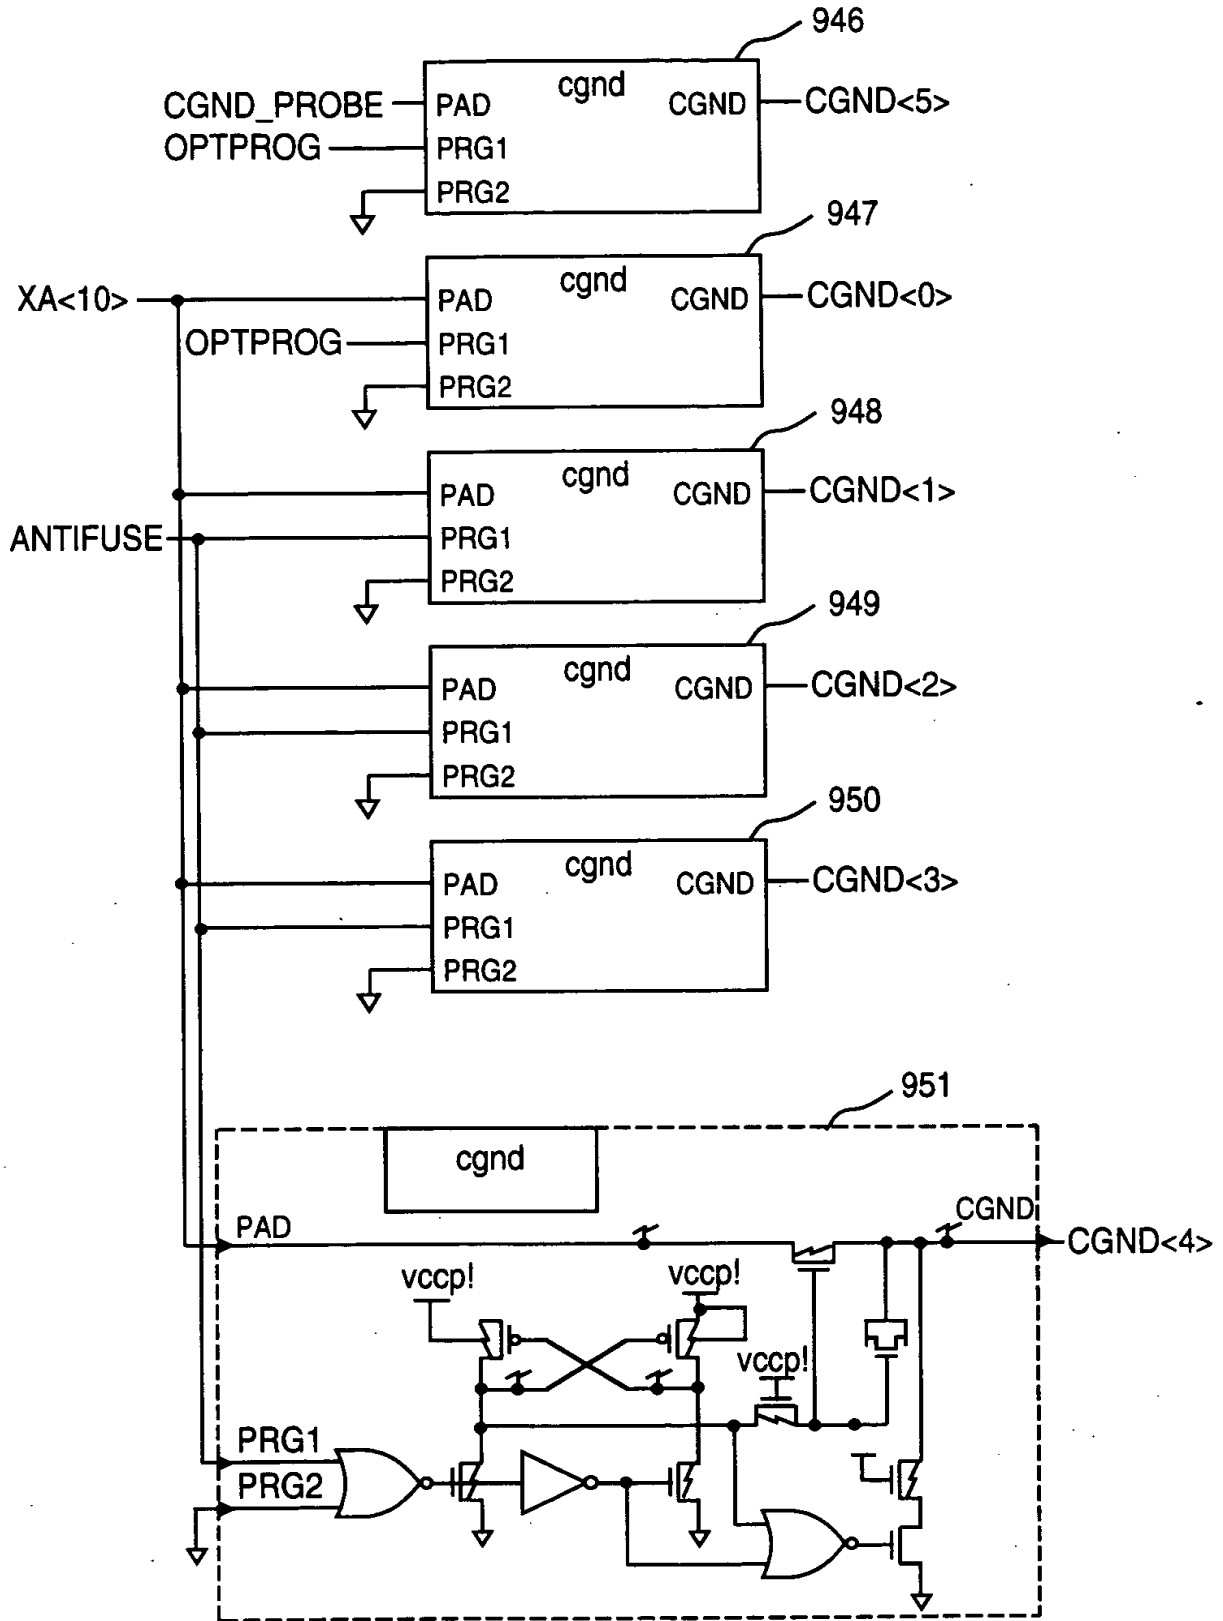 946
cgnd
CGND_PROBE PAD CGND CGND<5>
OPTPROG PRG1
PRG2
947
cgnd
XA<10> PAD CGND CGND<0>
OPTPROG PRG1
PRG2
948
cgnd
PAD CGND CGND<1>
ANTIFUSE PRG1
PRG2
949
cgnd
PAD CGND CGND<2>
PRG1
PRG2
950
cgnd
PAD CGND CGND<3>
PRG1
PRG2
951
cgnd
PAD CGND CGND<4>
vccp! vccp!
vccp!
PRG1
PRG2